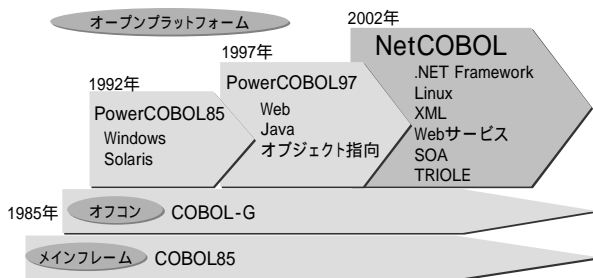 オープンプラットフォーム
2002年
NetCOBOL
.NET Framework
Linux
XML
Webサービス
SOA
TRIOLE
1997年
PowerCOBOL97
Web
Java
オブジェクト指向
1992年
PowerCOBOL85
Windows
Solaris
1985年
オフコン COBOL-G
メインフレーム COBOL85